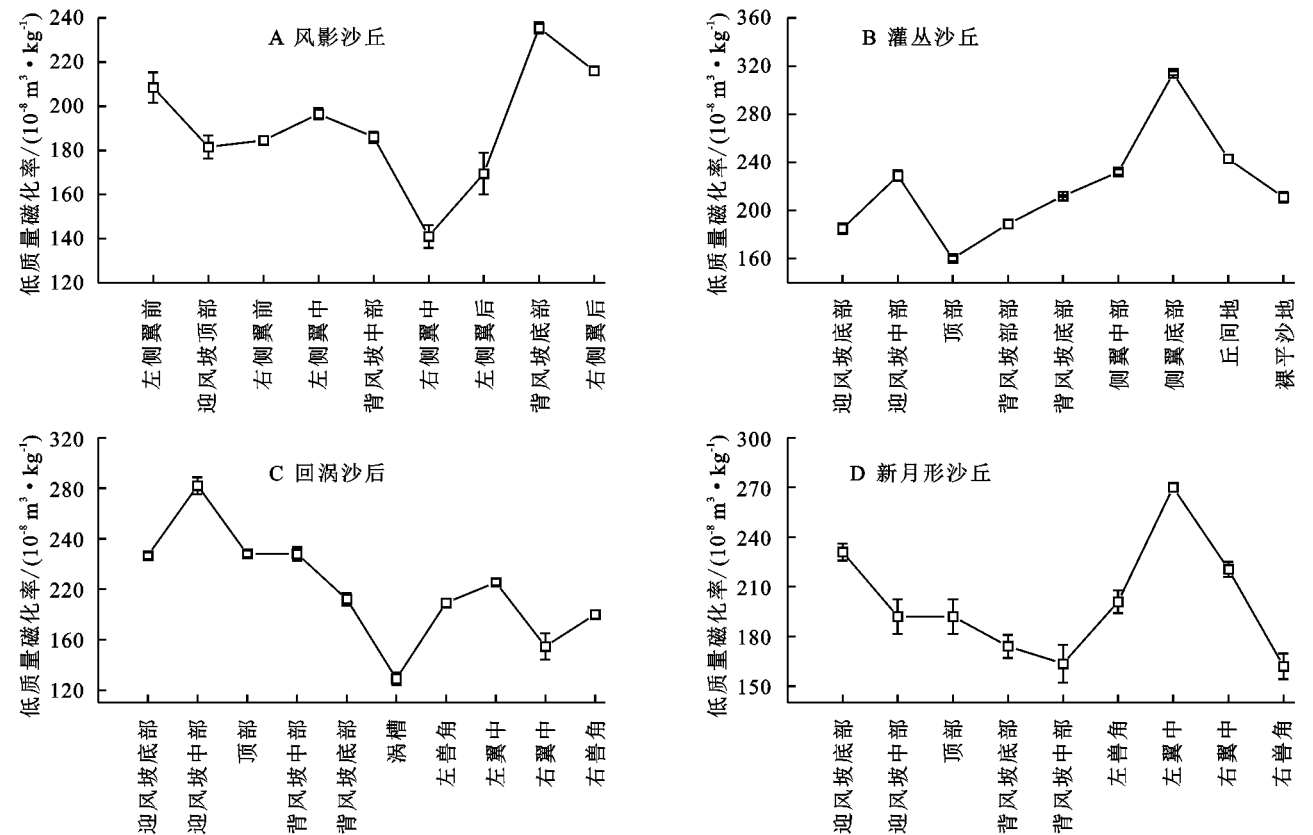 A 风影沙丘
低质量磁化率/(10⁻⁸ m³·kg⁻¹)
240
220
200
180
160
140
120
左侧翼前
迎风坡顶部
右侧翼前
左侧翼中
背风坡中部
右侧翼中
左侧翼后
背风坡底部
右侧翼后
B 灌丛沙丘
低质量磁化率/(10⁻⁸ m³·kg⁻¹)
360
320
280
240
200
160
迎风坡底部
迎风坡中部
顶部
背风坡部部
背风坡底部
侧翼中部
侧翼底部
丘间地
裸平沙地
C 回涡沙后
低质量磁化率/(10⁻⁸ m³·kg⁻¹)
320
280
240
220
160
120
迎风坡底部
迎风坡中部
顶部
背风坡中部
背风坡底部
涡槽
左兽角
左翼中
右翼中
右兽角
D 新月形沙丘
低质量磁化率/(10⁻⁸ m³·kg⁻¹)
300
270
230
210
180
150
迎风坡底部
迎风坡中部
顶部
背风坡底部
背风坡中部
左兽角
左翼中
右翼中
右兽角